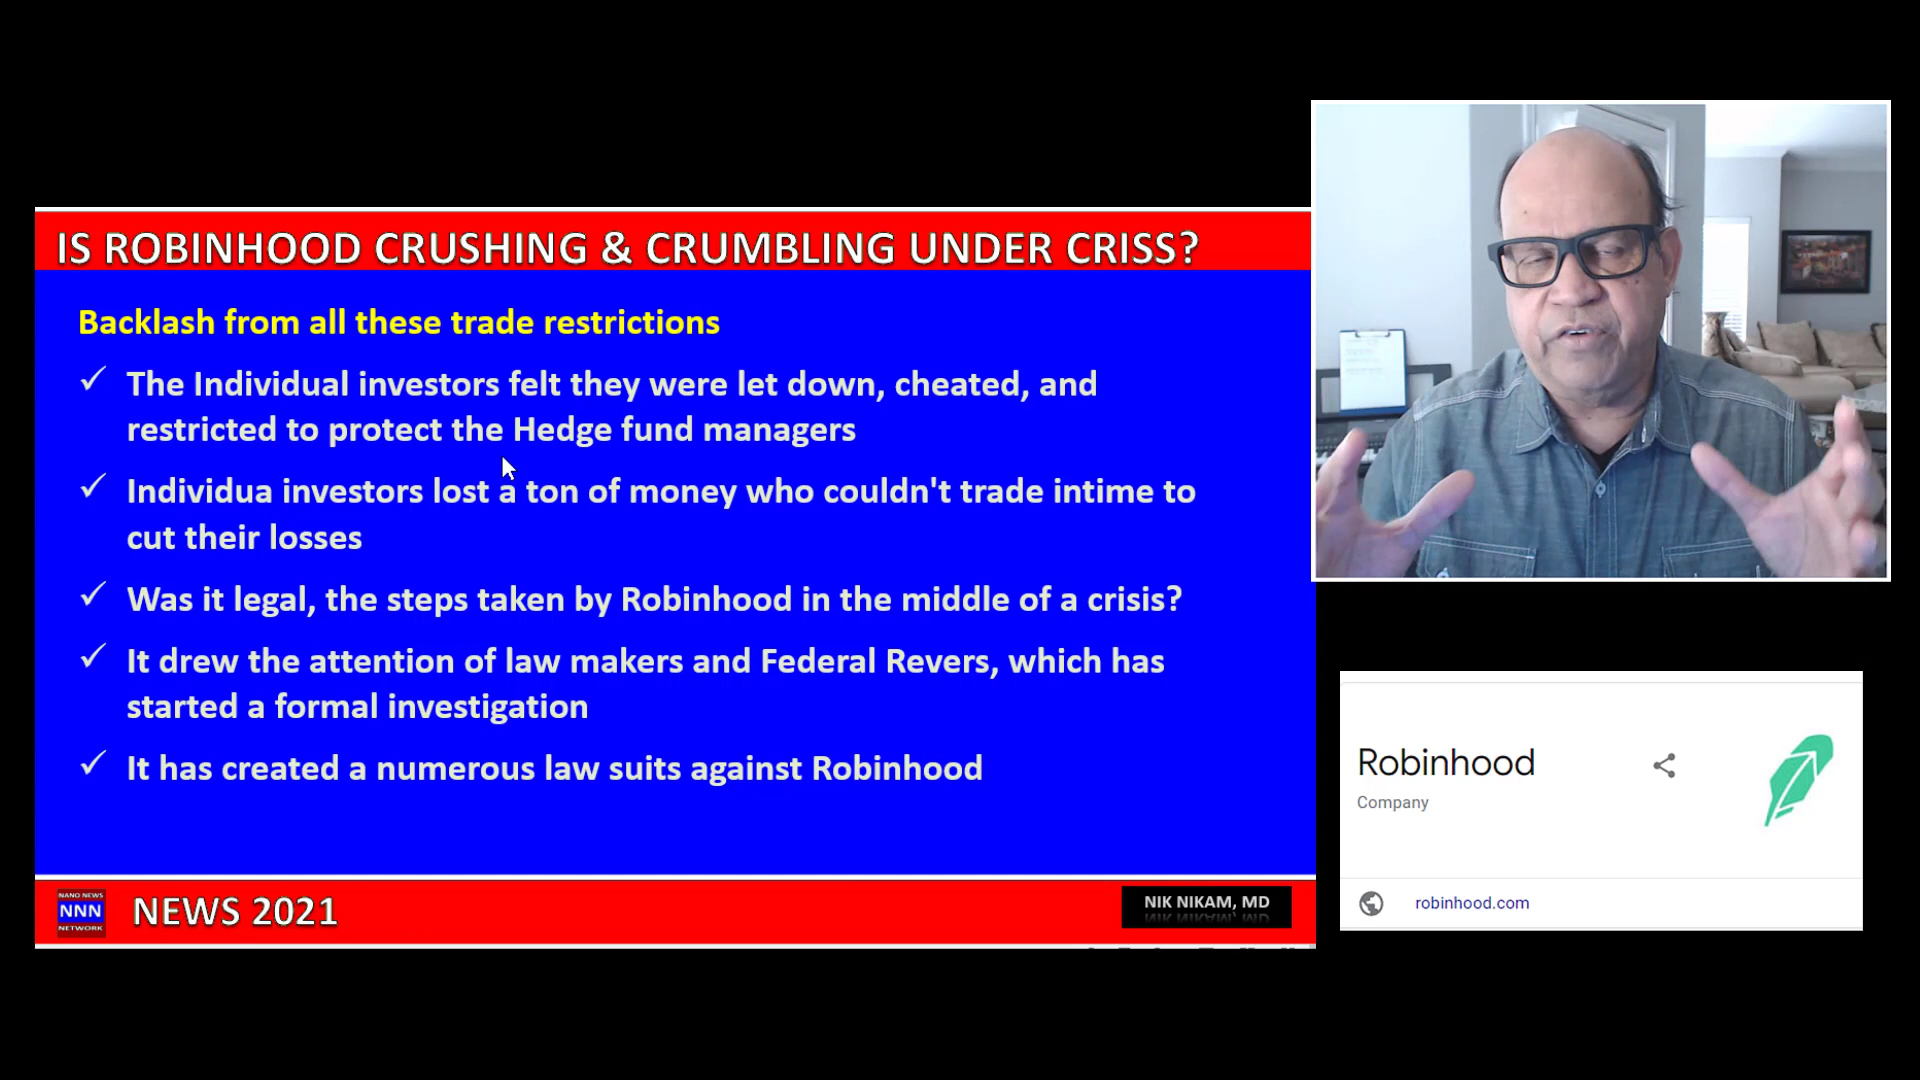 IS ROBINHOOD CRUSHING & CRUMBLING UNDER CRISS?
Backlash from all these trade restrictions
✓ The Individual investors felt they were let down, cheated, and
restricted to protect the Hedge fund managers
✓ Individua investors lost a ton of money who couldn't trade intime to
cut their losses
✓ Was it legal, the steps taken by Robinhood in the middle of a crisis?
✓ It drew the attention of law makers and Federal Revers, which has
started a formal investigation
✓ It has created a numerous law suits against Robinhood
NANO NEWS
NNN
NETWORK
NEWS 2021
NIK NIKAM, MD
Robinhood
Company
robinhood.com